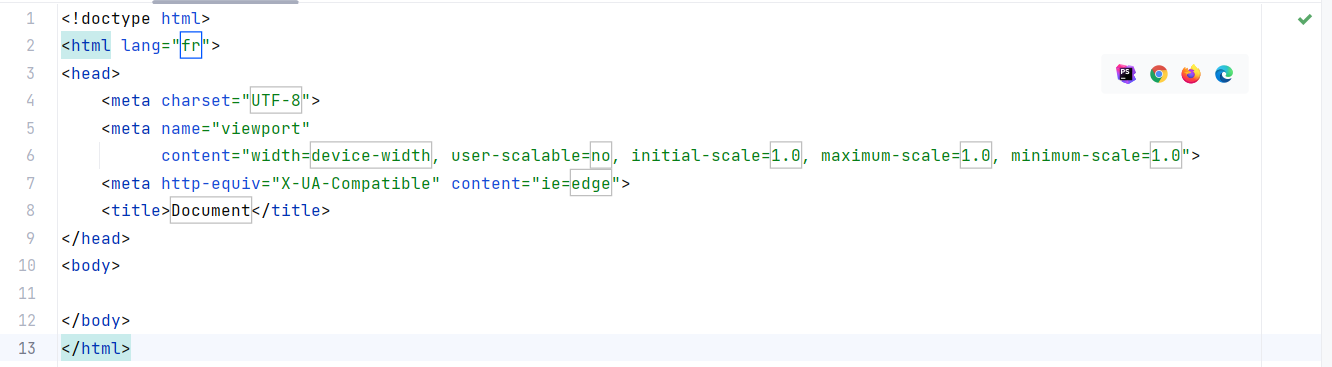 1 <!doctype html>
2 <html lang="fr">
3 <head>
4     <meta charset="UTF-8">
5     <meta name="viewport"
6           content="width=device-width, user-scalable=no, initial-scale=1.0, maximum-scale=1.0, minimum-scale=1.0">
7     <meta http-equiv="X-UA-Compatible" content="ie=edge">
8     <title>Document</title>
9 </head>
10 <body>
11
12 </body>
13 </html>
PS